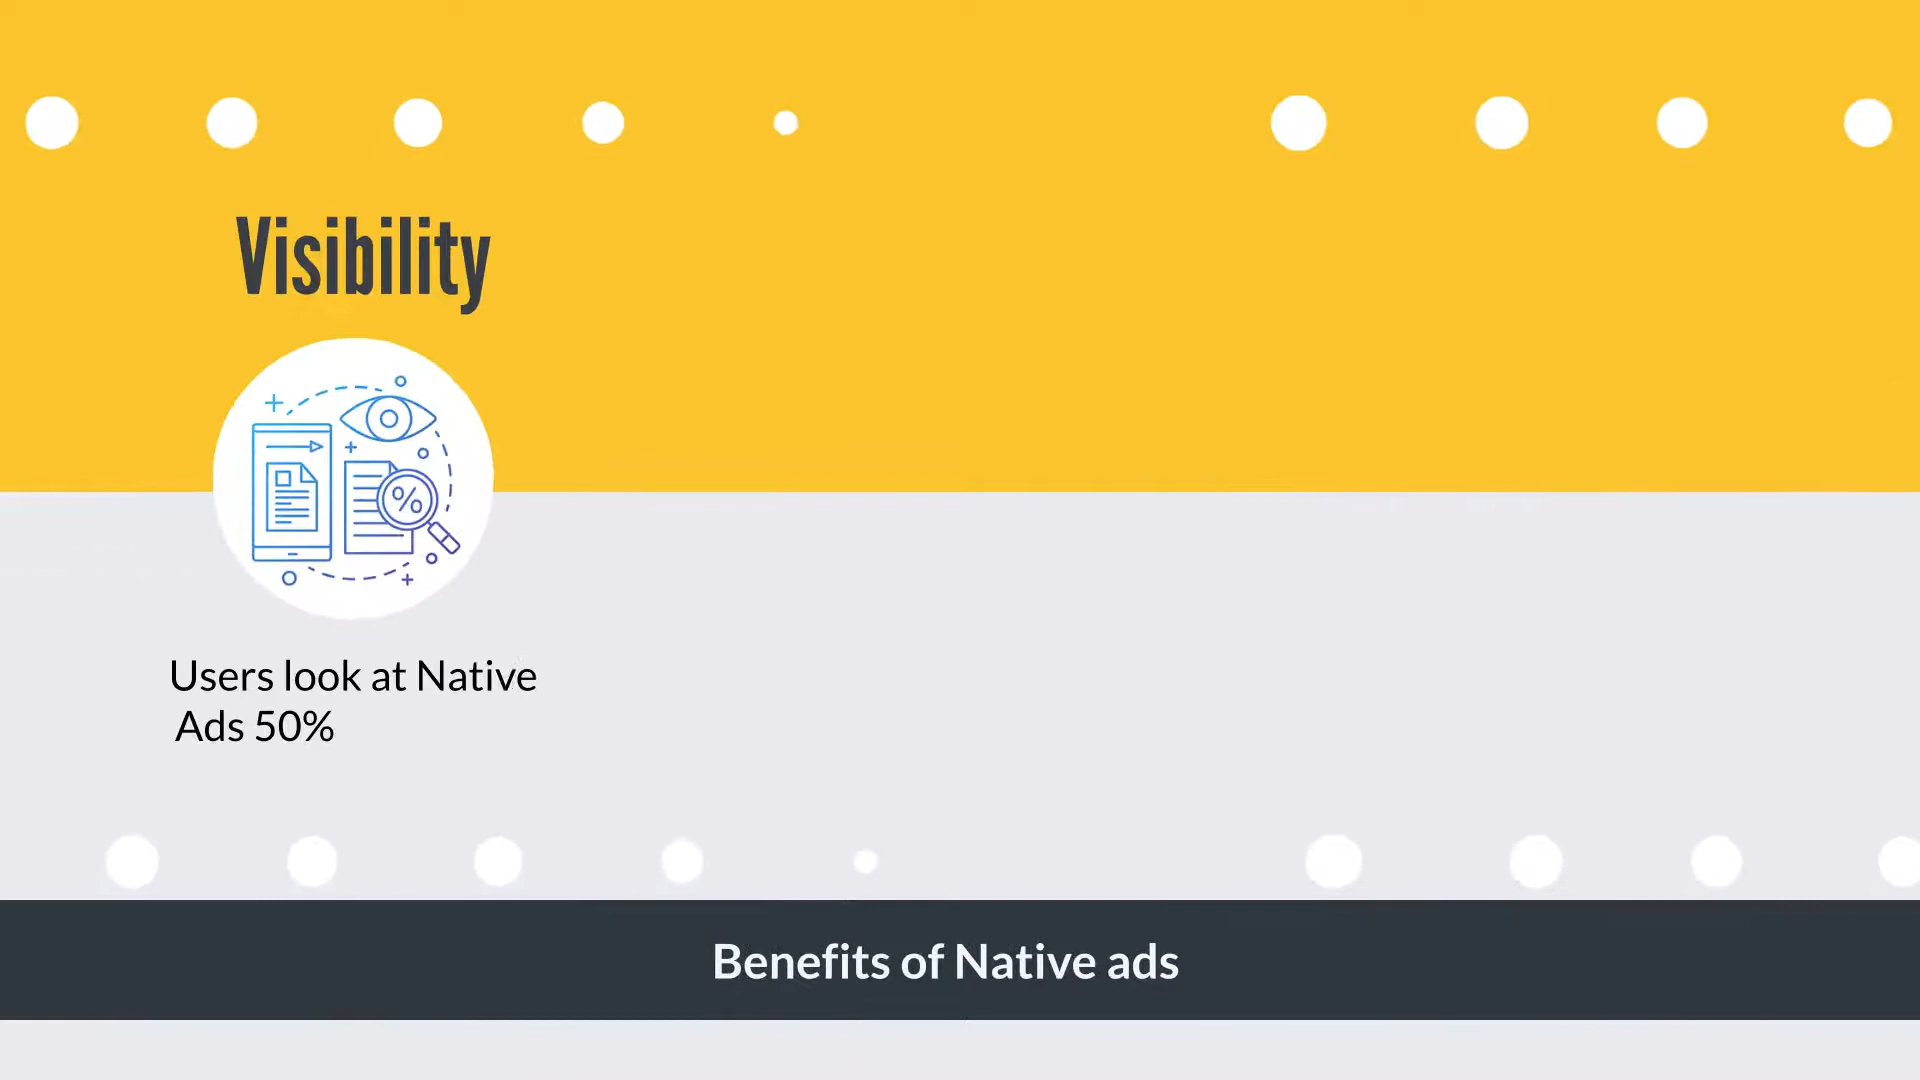 Visibility
Users look at Native
Ads 50%
Benefits of Native ads